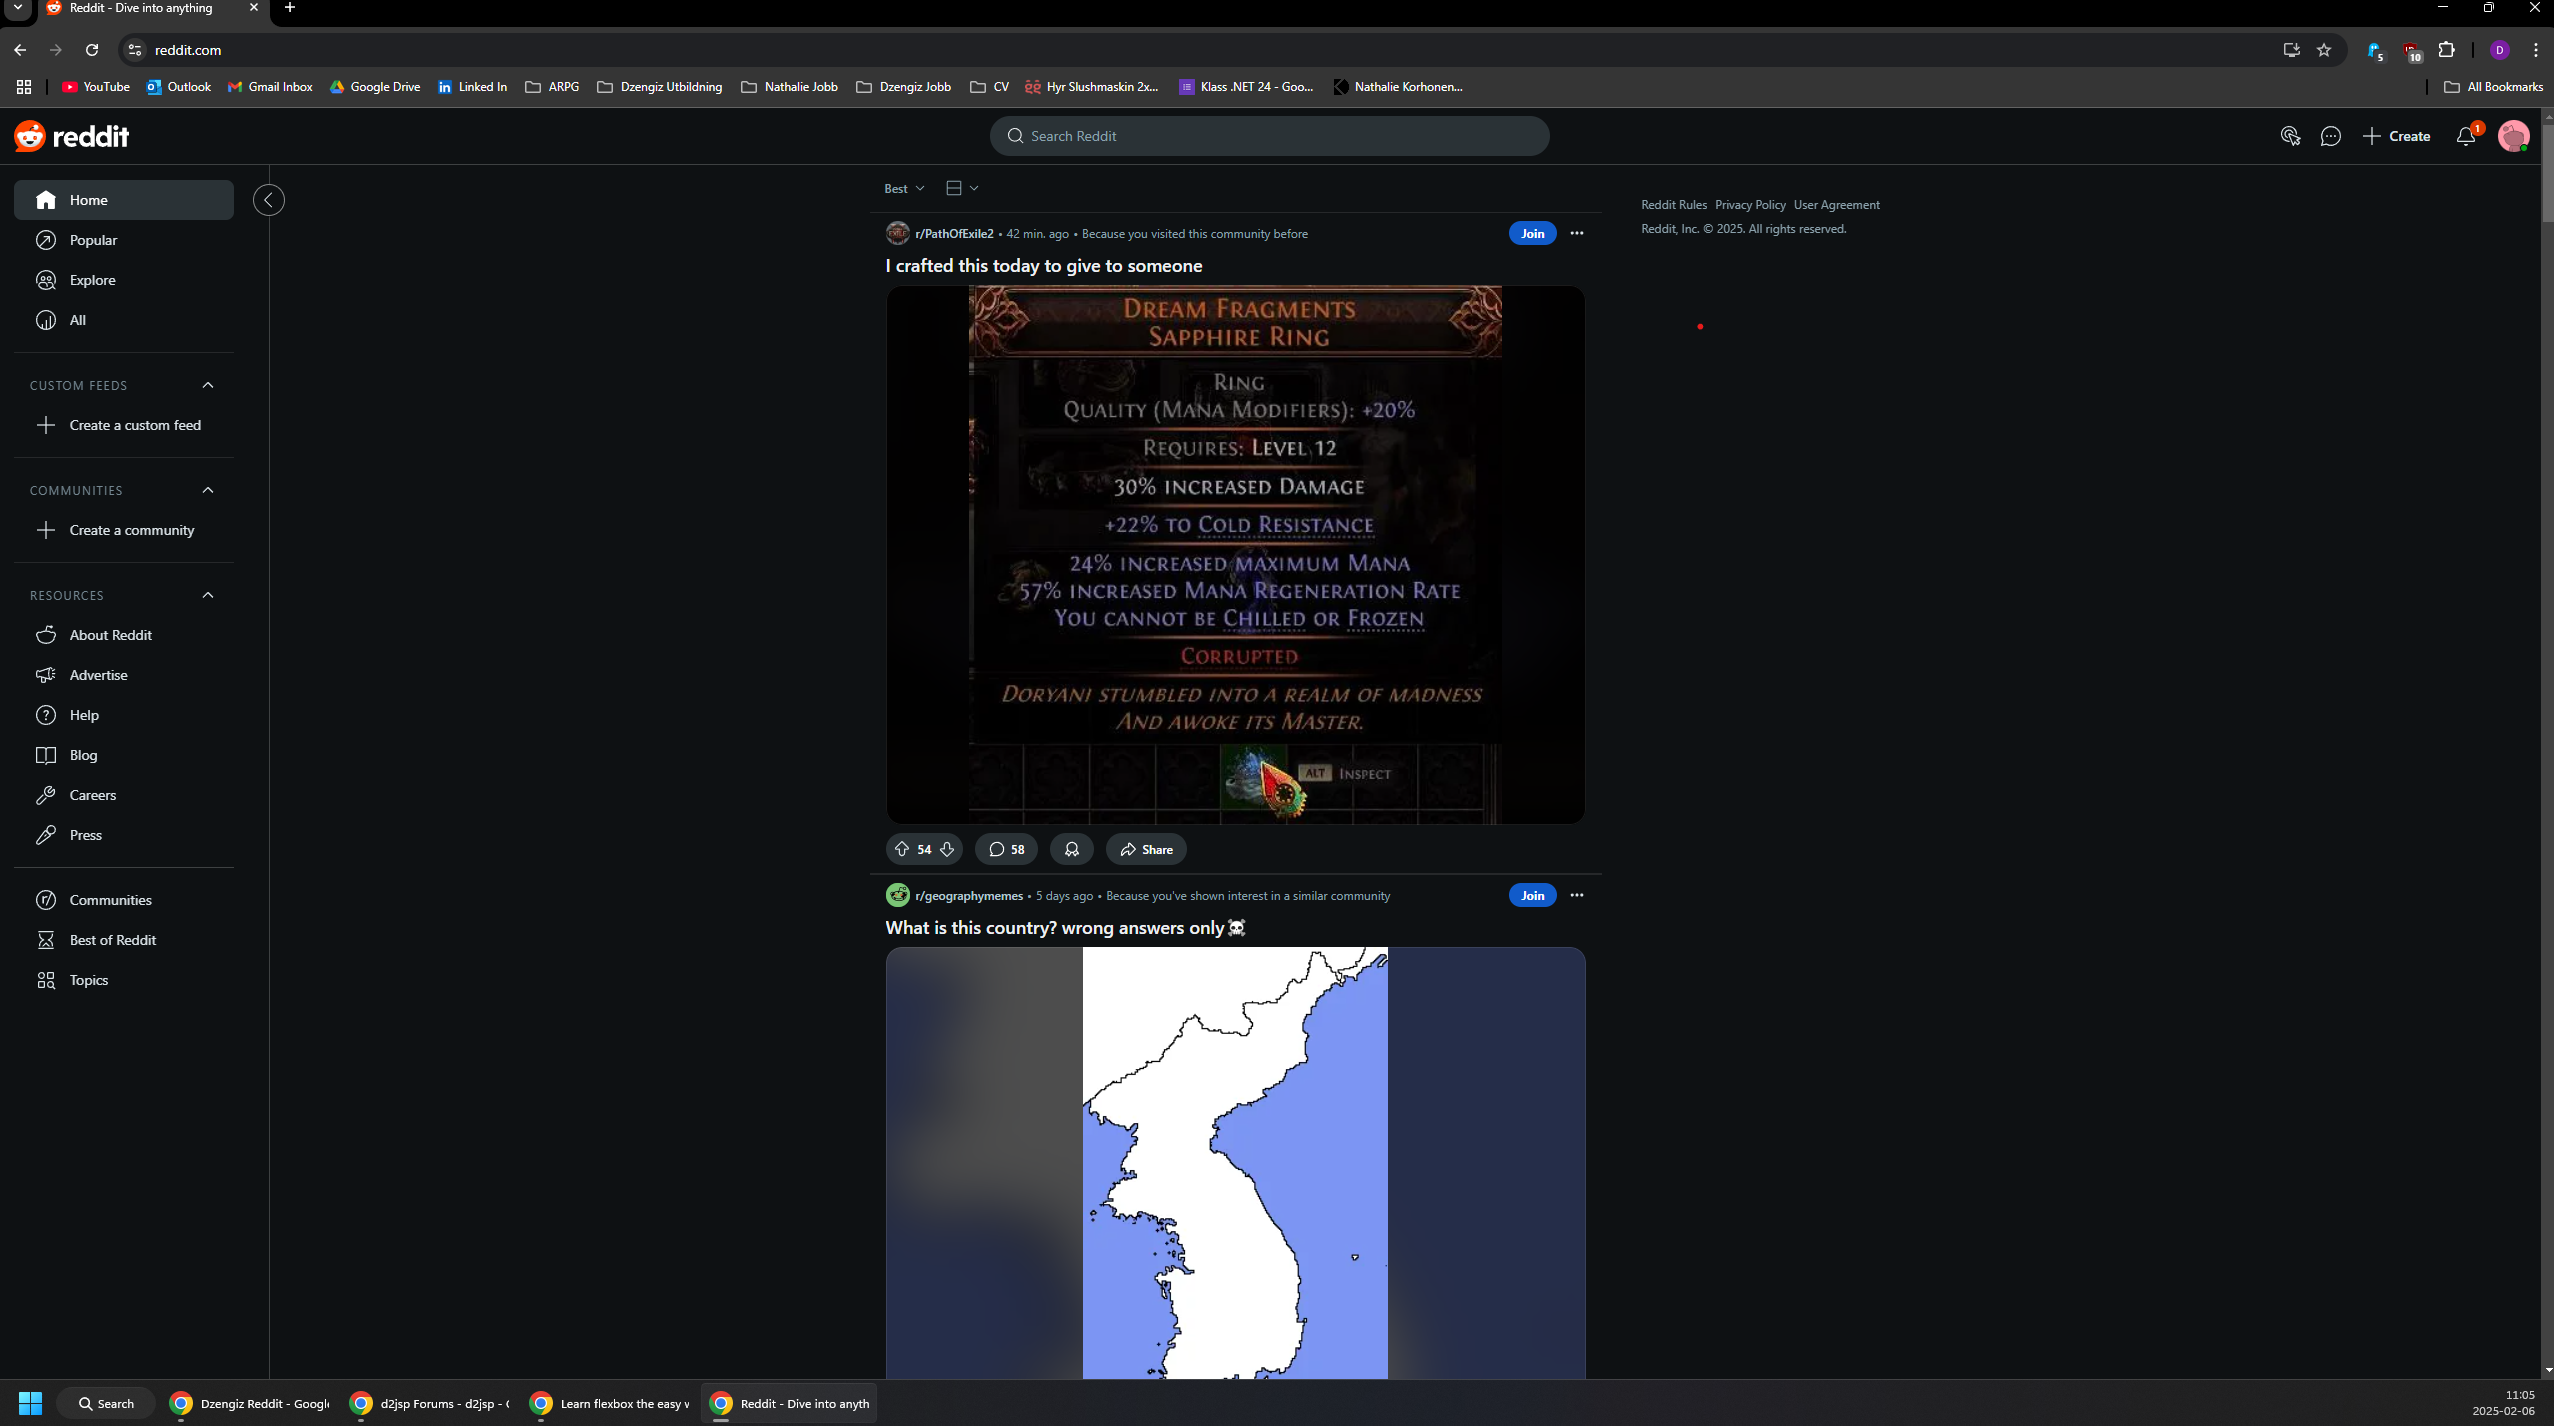 Reddit - Dive into anything
reddit.com
5
10
D
YouTube
Outlook
Gmail Inbox
Google Drive
Linked In
ARPG
Dzengiz Utbildning
Nathalie Jobb
Dzengiz Jobb
CV
Hyr Slushmaskin 2x...
Klass .NET 24 - Goo...
Nathalie Korhonen...
All Bookmarks
reddit
Search Reddit
Create
1
Home
Popular
Explore
All
CUSTOM FEEDS
Create a custom feed
COMMUNITIES
Create a community
RESOURCES
About Reddit
Advertise
Help
Blog
Careers
Press
Communities
Best of Reddit
Topics
Best
r/PathOfExile2 • 42 min. ago • Because you visited this community before
Join
I crafted this today to give to someone
DREAM FRAGMENTS
SAPPHIRE RING
RING
QUALITY (MANA MODIFIERS): +20%
REQUIRES: LEVEL 12
30% INCREASED DAMAGE
+22% TO COLD RESISTANCE
24% INCREASED MAXIMUM MANA
57% INCREASED MANA REGENERATION RATE
YOU CANNOT BE CHILLED OR FROZEN
CORRUPTED
DORYANI STUMBLED INTO A REALM OF MADNESS
AND AWOKE ITS MASTER.
ALT INSPECT
54
58
Share
r/geographymemes • 5 days ago • Because you've shown interest in a similar community
Join
What is this country? wrong answers only☠️
Reddit Rules Privacy Policy User Agreement
Reddit, Inc. © 2025. All rights reserved.
Search
Dzengiz Reddit - Googl
d2jsp Forums - d2jsp - (
Learn flexbox the easy w
Reddit - Dive into anyth
11:05
2025-02-06